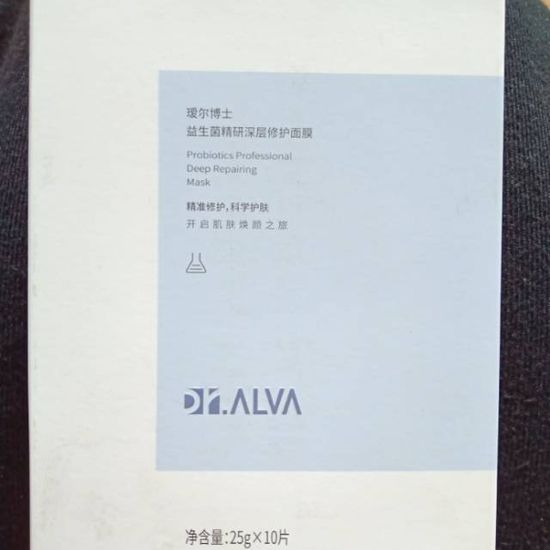 瑷尔博士
益生菌精研深层修护面膜
Probiotics Professional
Deep Repairing
Mask
精准修护，科学护肤
开启肌肤焕颜之旅
DR.ALVA
净含量：25g×10片